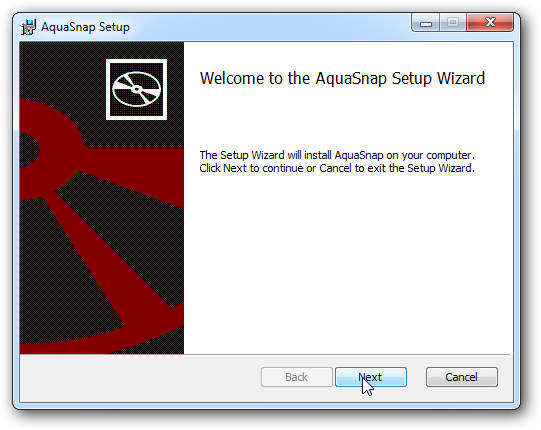 AquaSnap Setup
Welcome to the AquaSnap Setup Wizard
The Setup Wizard will install AquaSnap on your computer.
Click Next to continue or Cancel to exit the Setup Wizard.
Back
Next
Cancel